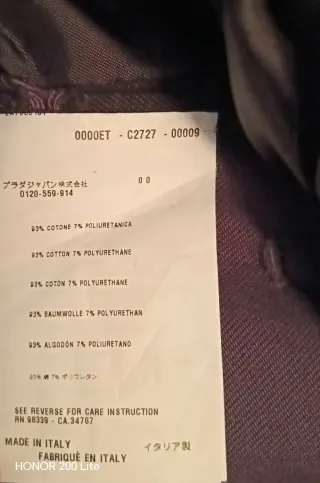 0000ET - C2727 - 00009
プラダジャパン株式会社 00
0120-559-914
93% COTONE 7% POLIURETANICA
93% COTTON 7% POLYURETHANE
93% COTON 7% POLYURETHANE
93% BAUMWOLLE 7% POLYURETHAN
93% ALGODÓN 7% POLIURETANO
93% 綿 7% ポリウレタン
SEE REVERSE FOR CARE INSTRUCTION
RN 98339 - CA.34767
MADE IN ITALY イタリア製
FABRIQUÉ EN ITALY
HONOR 200 Lite